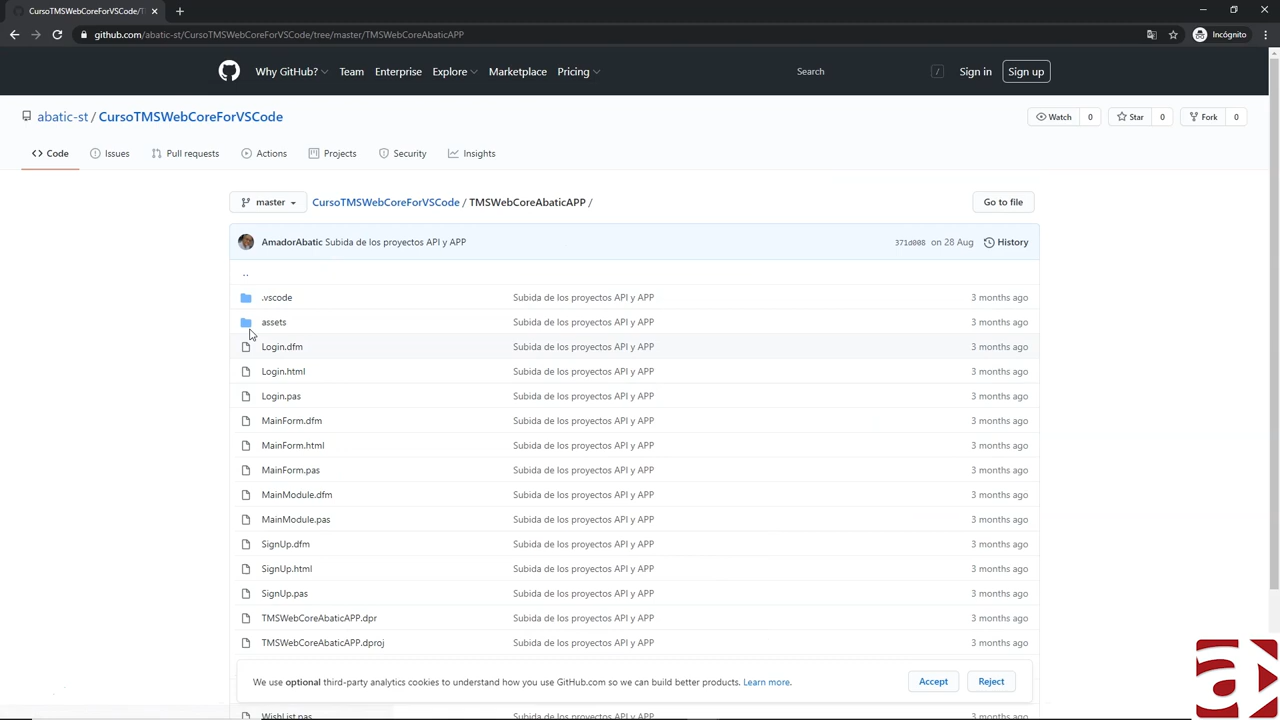 CursoTMSWebCoreForVSCode/T
github.com/abatic-st/CursoTMSWebCoreForVSCode/tree/master/TMSWebCoreAbaticAPP
Incógnito
Why GitHub? Team Enterprise Explore Marketplace Pricing Search / Sign in Sign up
abatic-st / CursoTMSWebCoreForVSCode Watch 0 Star 0 Fork 0
<> Code Issues Pull requests Actions Projects Security Insights
master CursoTMSWebCoreForVSCode / TMSWebCoreAbaticAPP / Go to file
AmadorAbatic Subida de los proyectos API y APP 371d008 on 28 Aug History
..
.vscode Subida de los proyectos API y APP 3 months ago
assets Subida de los proyectos API y APP 3 months ago
Login.dfm Subida de los proyectos API y APP 3 months ago
Login.html Subida de los proyectos API y APP 3 months ago
Login.pas Subida de los proyectos API y APP 3 months ago
MainForm.dfm Subida de los proyectos API y APP 3 months ago
MainForm.html Subida de los proyectos API y APP 3 months ago
MainForm.pas Subida de los proyectos API y APP 3 months ago
MainModule.dfm Subida de los proyectos API y APP 3 months ago
MainModule.pas Subida de los proyectos API y APP 3 months ago
SignUp.dfm Subida de los proyectos API y APP 3 months ago
SignUp.html Subida de los proyectos API y APP 3 months ago
SignUp.pas Subida de los proyectos API y APP 3 months ago
TMSWebCoreAbaticAPP.dpr Subida de los proyectos API y APP 3 months ago
TMSWebCoreAbaticAPP.dproj Subida de los proyectos API y APP 3 months ago
We use optional third-party analytics cookies to understand how you use GitHub.com so we can build better products. Learn more. Accept Reject
WishList.pas Subida de los proyectos API y APP 3 months ago
a